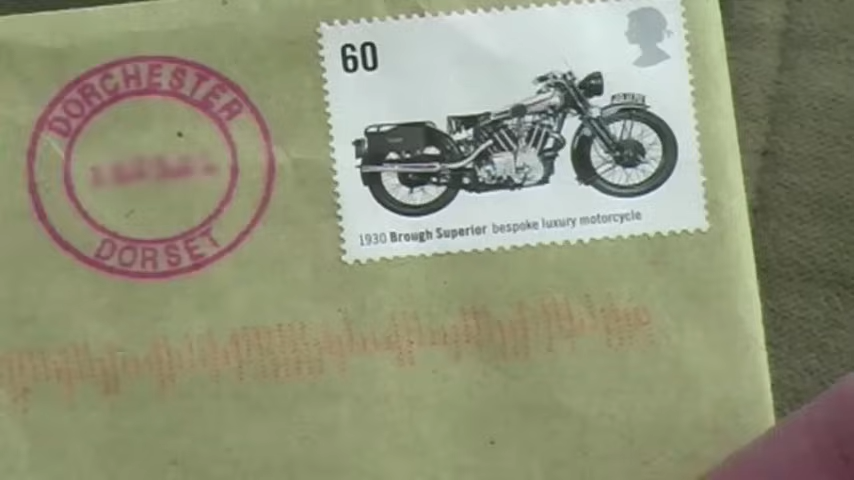 DORCHESTER
DORSET
60
1930 Brough Superior bespoke luxury motorcycle